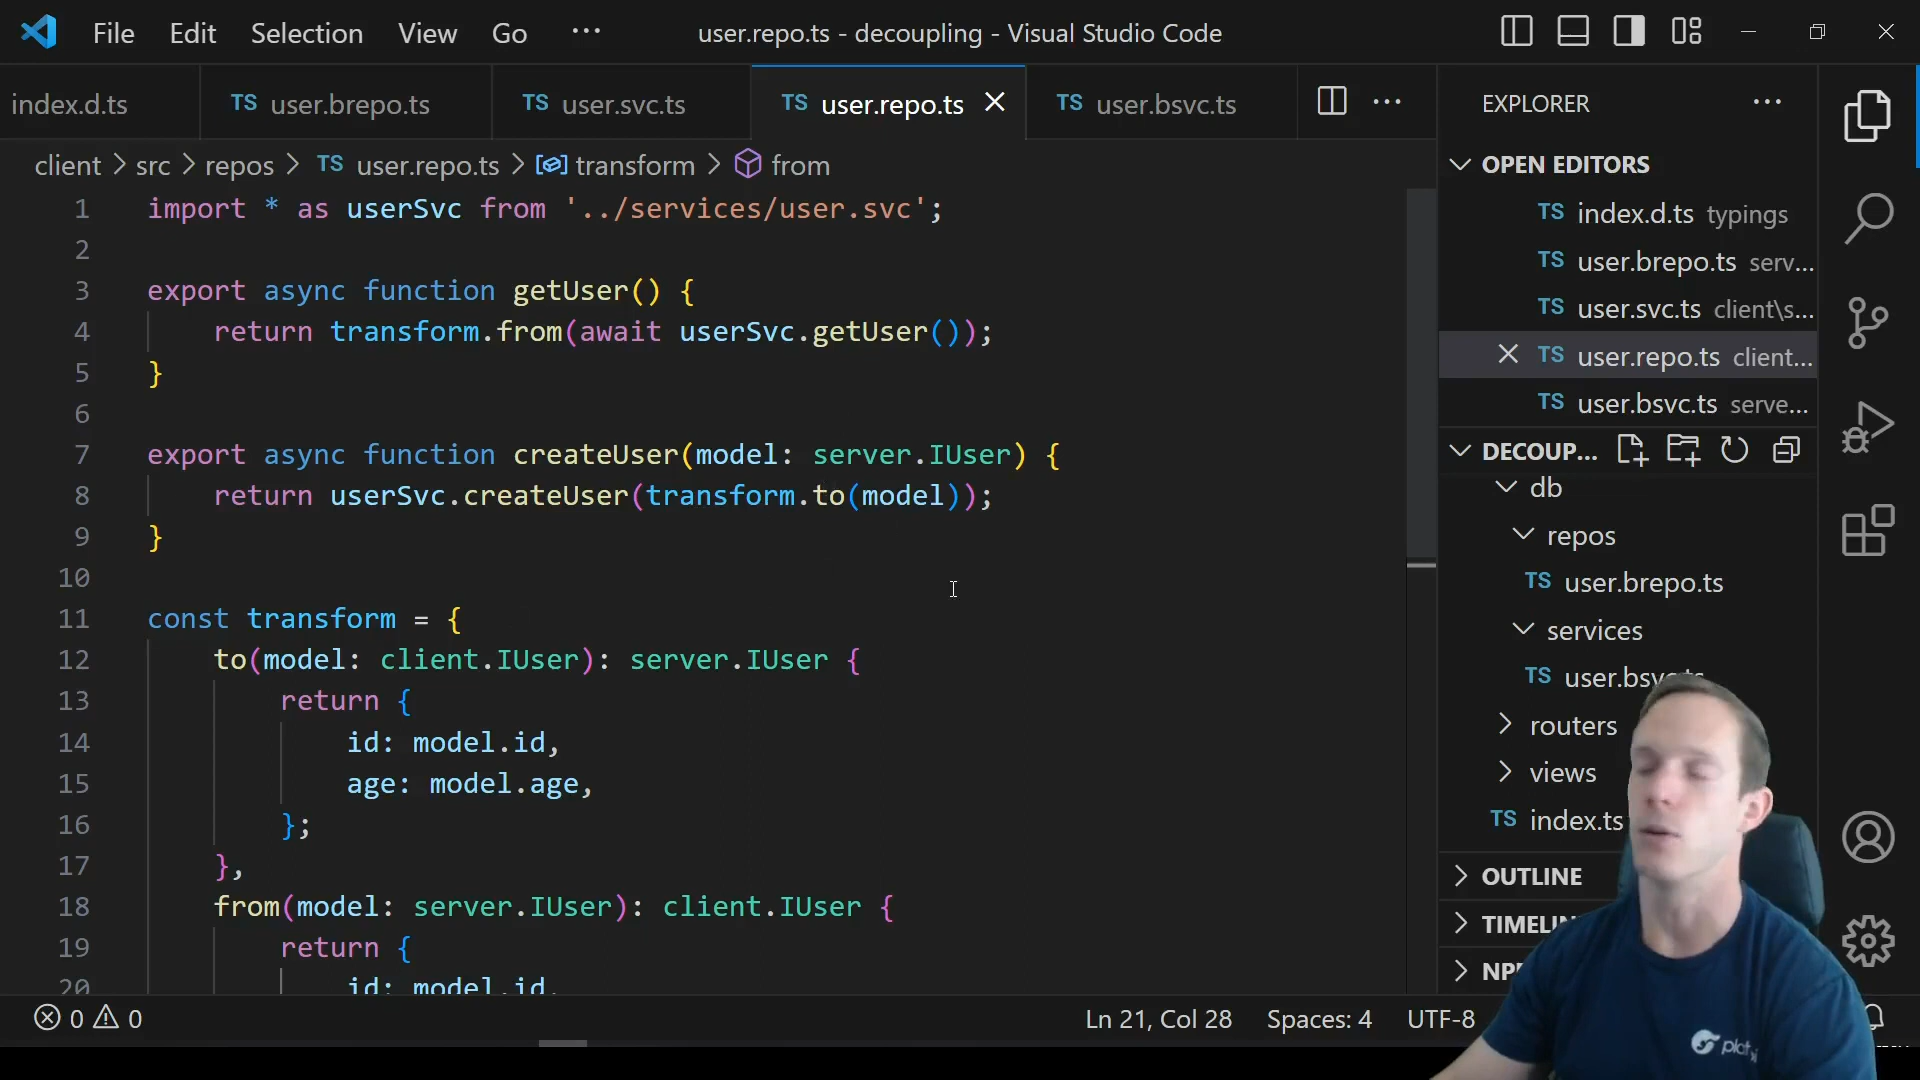 File Edit Selection View Go ··· user.repo.ts - decoupling - Visual Studio Code
index.d.ts TS user.brepo.ts TS user.svc.ts TS user.repo.ts TS user.bsvc.ts ···
client > src > repos > TS user.repo.ts > transform > from
1 import * as userSvc from '../services/user.svc';
2
3 export async function getUser() {
4 return transform.from(await userSvc.getUser());
5 }
6
7 export async function createUser(model: server.IUser) {
8 return userSvc.createUser(transform.to(model));
9 }
10
11 const transform = {
12 to(model: client.IUser): server.IUser {
13 return {
14 id: model.id,
15 age: model.age,
16 };
17 },
18 from(model: server.IUser): client.IUser {
19 return {
20 id: model.id,
EXPLORER ···
OPEN EDITORS
TS index.d.ts typings
TS user.brepo.ts serv...
TS user.svc.ts client\s...
TS user.repo.ts client...
TS user.bsvc.ts serve...
DECOUP...
db
repos
TS user.brepo.ts
services
TS user.bsvc.ts
routers
views
TS index.ts
OUTLINE
0 0 Ln 21, Col 28 Spaces: 4 UTF-8